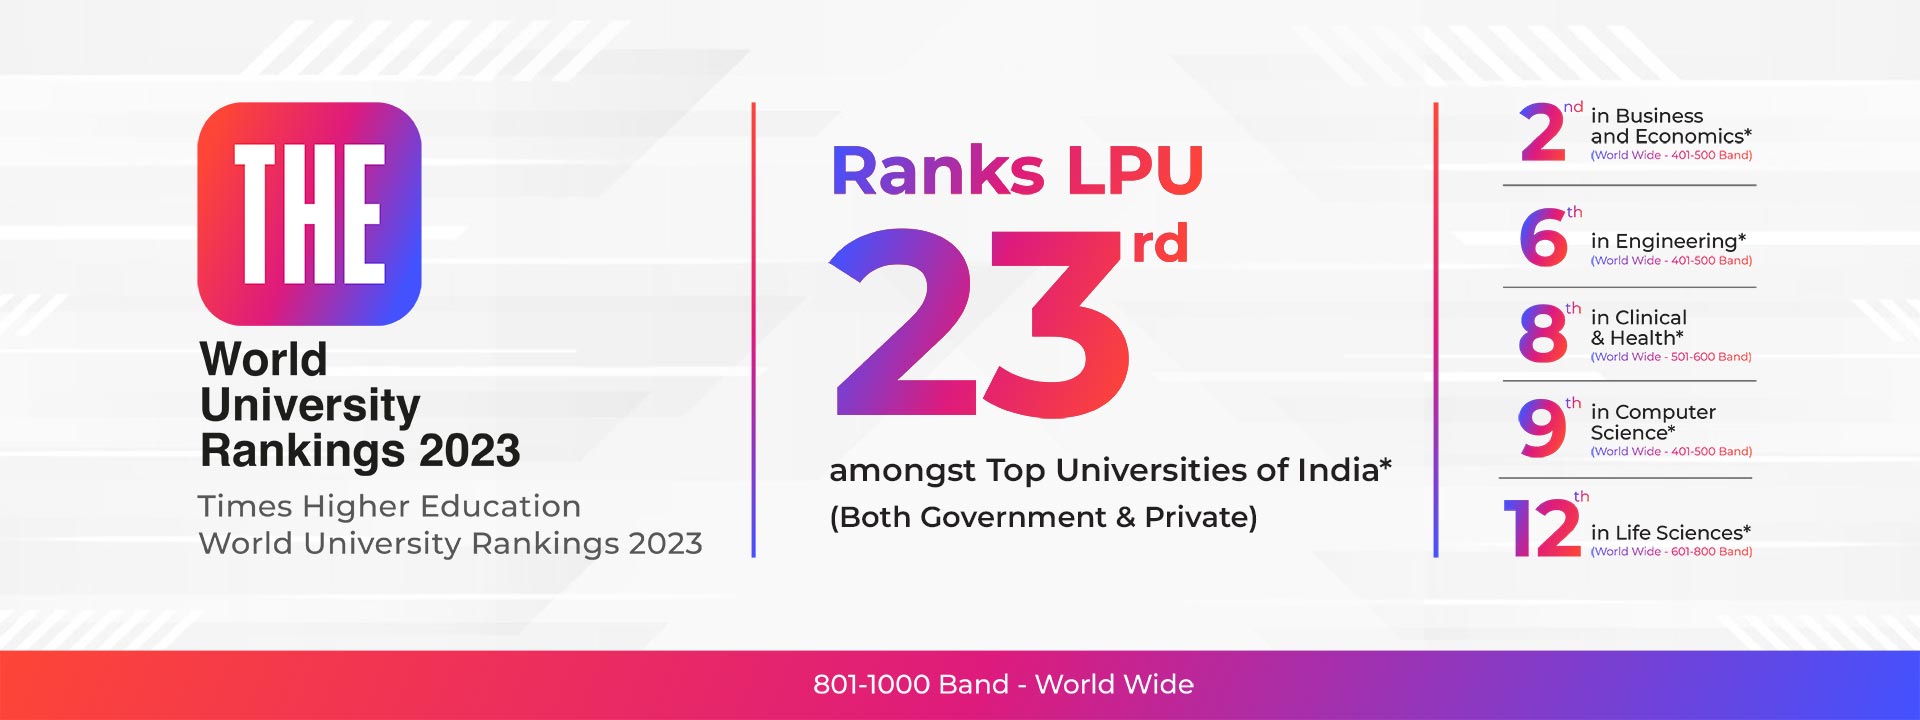 THE
World
University
Rankings 2023
Times Higher Education
World University Rankings 2023
Ranks LPU
23rd
amongst Top Universities of India*
(Both Government & Private)
2nd
in Business
and Economics*
(World Wide - 401-500 Band)
6th
in Engineering*
(World Wide - 401-500 Band)
8th
in Clinical
& Health*
(World Wide - 501-600 Band)
9th
in Computer
Science*
(World Wide - 401-500 Band)
12th
in Life Sciences*
(World Wide - 601-800 Band)
801-1000 Band - World Wide